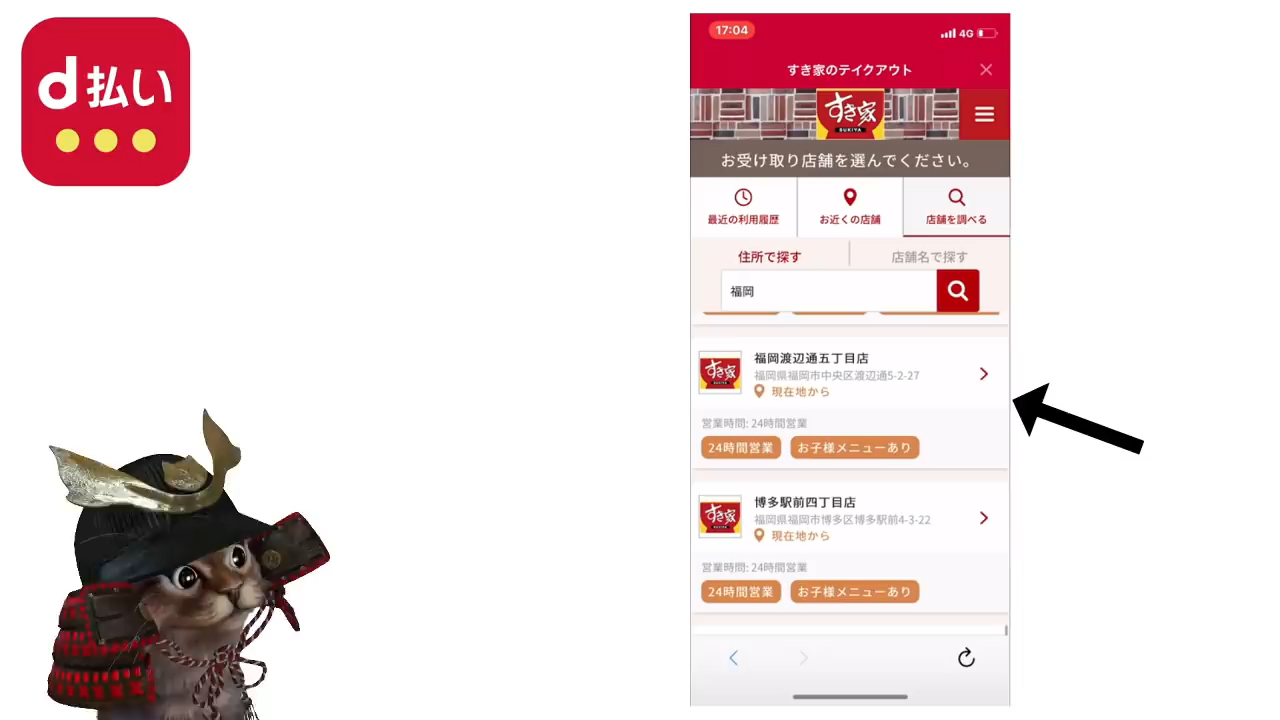 d払い
17:04
4G
すき家のテイクアウト
すき家
SUKIYA
お受け取り店舗を選んでください。
最近の利用履歴
お近くの店舗
店舗を調べる
住所で探す
店舗名で探す
福岡
すき家
福岡渡辺通五丁目店
福岡県福岡市中央区渡辺通5-2-27
現在地から
営業時間: 24時間営業
24時間営業
お子様メニューあり
すき家
博多駅前四丁目店
福岡県福岡市博多区博多駅前4-3-22
現在地から
営業時間: 24時間営業
24時間営業
お子様メニューあり